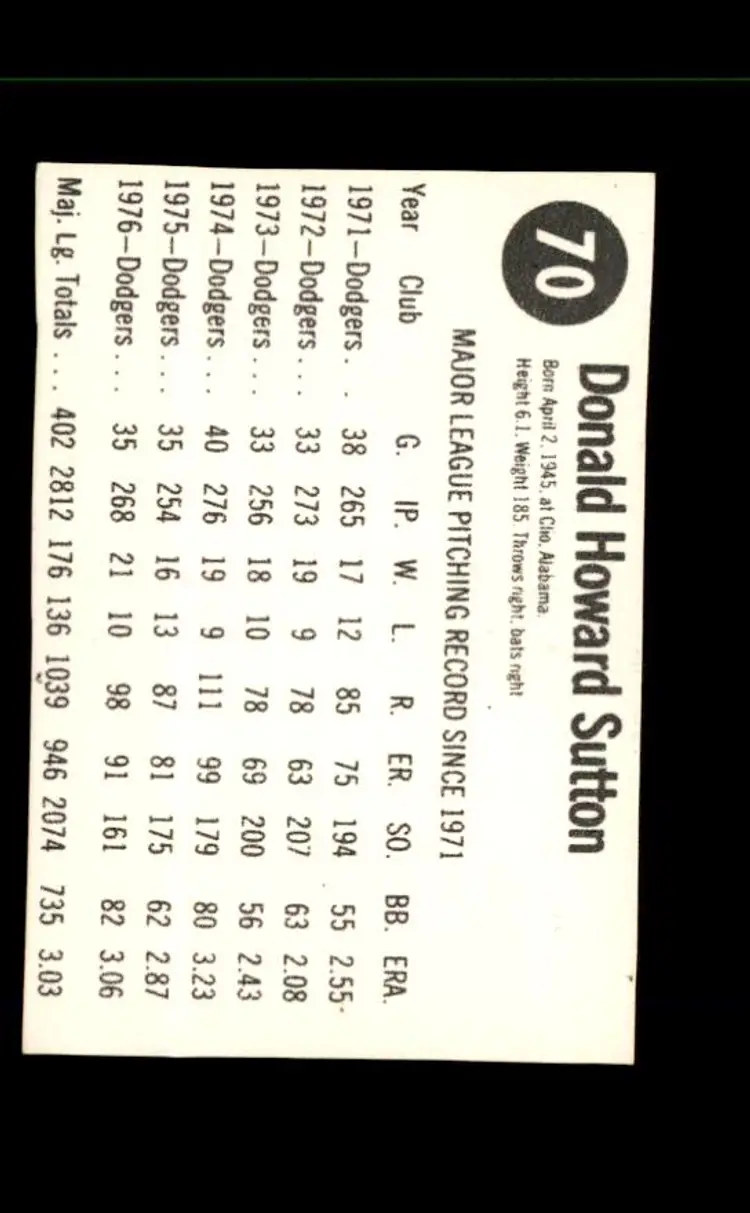 70
Donald Howard Sutton
Born April 2, 1945, at Clio, Alabama.
Height 6.1. Weight 185. Throws right, bats right
MAJOR LEAGUE PITCHING RECORD SINCE 1971
Year Club G. IP. W. L. R. ER. SO. BB. ERA.
1971—Dodgers . . 38 265 17 12 85 75 194 55 2.55
1972—Dodgers . . . 33 273 19 9 78 63 207 63 2.08
1973—Dodgers . . . 33 256 18 10 78 69 200 56 2.43
1974—Dodgers . . . 40 276 19 9 111 99 179 80 3.23
1975—Dodgers . . . 35 254 16 13 87 81 175 62 2.87
1976—Dodgers . . . 35 268 21 10 98 91 161 82 3.06
Maj. Lg. Totals . . . 402 2812 176 136 1039 946 2074 735 3.03